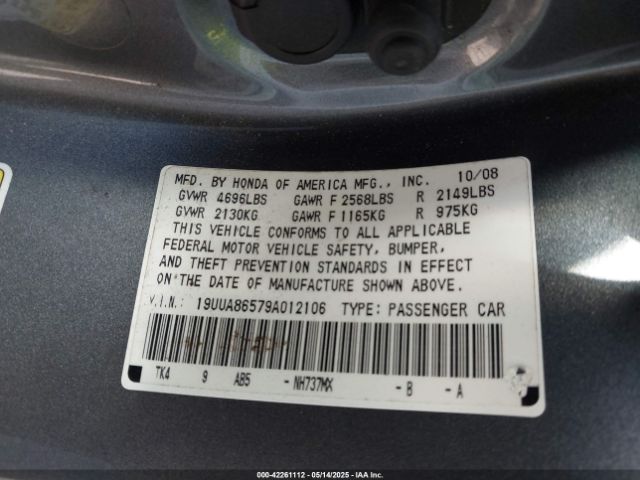 MFD. BY HONDA OF AMERICA MFG., INC. 10/08
GVWR 4696LBS GAWR F 2568LBS R 2149LBS
GVWR 2130KG GAWR F 1165KG R 975KG
THIS VEHICLE CONFORMS TO ALL APPLICABLE
FEDERAL MOTOR VEHICLE SAFETY, BUMPER,
AND THEFT PREVENTION STANDARDS IN EFFECT
ON THE DATE OF MANUFACTURE SHOWN ABOVE.
V.I.N: 19UUA86579A012106 TYPE: PASSENGER CAR
TK4 9 AB5 -NH737MX -B -A
000-42261112 - 05/14/2025 - IAAI, Inc.